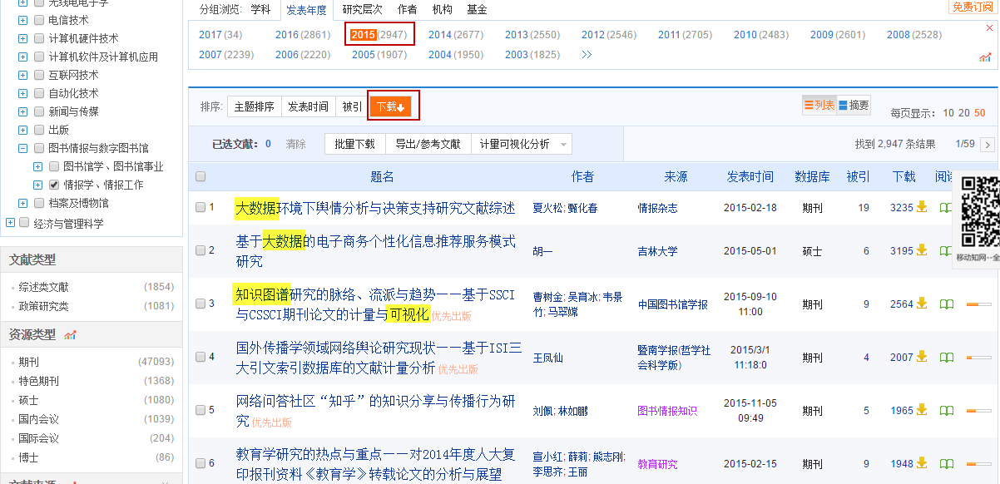 无线电电子学
电信技术
计算机硬件技术
计算机软件及计算机应用
互联网技术
自动化技术
新闻与传媒
出版
图书情报与数字图书馆
图书馆学、图书馆事业
情报学、情报工作
档案及博物馆
经济与管理科学
文献类型
综述类文献 (1854)
政策研究类 (1081)
资源类型
期刊 (47093)
特色期刊 (1368)
硕士 (1080)
国内会议 (1039)
国际会议 (204)
博士 (86)
文献来源
分组浏览: 学科 发表年度 研究层次 作者 机构 基金 免费订阅
2017 (34) 2016 (2861) 2015 (2947) 2014 (2677) 2013 (2550) 2012 (2546) 2011 (2705) 2010 (2483) 2009 (2601) 2008 (2528)
2007 (2239) 2006 (2220) 2005 (1907) 2004 (1950) 2003 (1825) >>
排序: 主题排序 发表时间 被引 下载 列表 摘要 每页显示: 10 20 50
已选文献: 0 清除 批量下载 导出/参考文献 计量可视化分析 找到 2,947 条结果 1/59 >
题名 作者 来源 发表时间 数据库 被引 下载 阅读
1 大数据环境下舆情分析与决策支持研究文献综述 夏火松; 甄化春 情报杂志 2015-02-18 期刊 19 3235
2 基于大数据的电子商务个性化信息推荐服务模式
研究 胡一 吉林大学 2015-05-01 硕士 6 3195
移动知网--全
3 知识图谱研究的脉络、流派与趋势——基于SSCI
与CSSCI期刊论文的计量与可视化 优先出版 曹树金; 吴育冰; 韦景
竹; 马翠嫦 中国图书馆学报 2015-09-10
11:00 期刊 9 2564
4 国外传播学领域网络舆论研究现状——基于ISI三
大引文索引数据库的文献计量分析 优先出版 王凤仙 暨南学报(哲学社
会科学版) 2015/3/1
11:18:0 期刊 4 2007
5 网络问答社区“知乎”的知识分享与传播行为研
究 优先出版 刘佩; 林如鹏 图书情报知识 2015-11-05
09:49 期刊 5 1965
6 教育学研究的热点与重点——对2014年度人大复
印报刊资料《教育学》转载论文的分析与展望 宣小红; 薛莉; 熊志刚;
李思齐; 王丽 教育研究 2015-02-15 期刊 9 1948